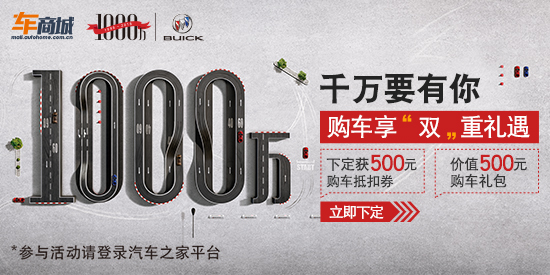 车商城
mall.autohome.com.cn
1000万
BUICK
1000万
千万要有你
购车享“双”重礼遇
下定获500元
购车抵扣券
价值500元
购车礼包
立即下定
*参与活动请登录汽车之家平台